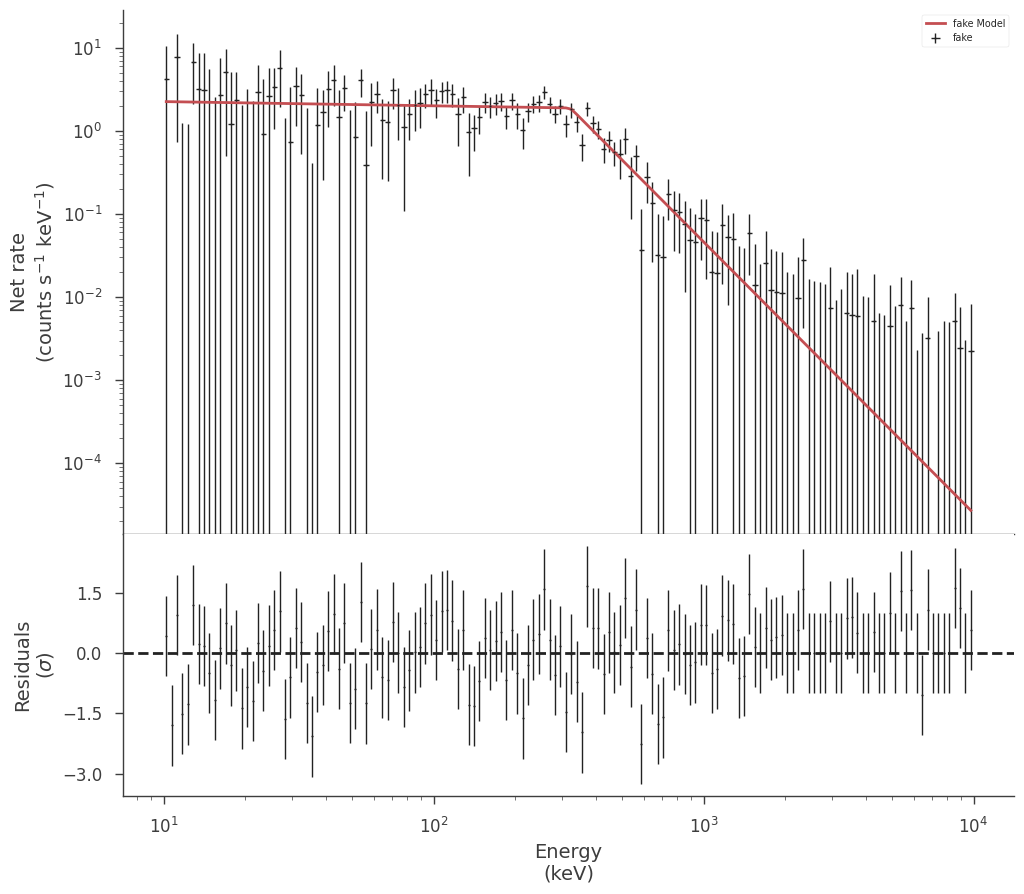 fake Model
fake
10¹
10⁰
10⁻¹
10⁻²
10⁻³
10⁻⁴
Net rate
(counts s⁻¹ keV⁻¹)
1.5
0.0
−1.5
−3.0
Residuals
(σ)
10¹
10²
10³
10⁴
Energy
(keV)